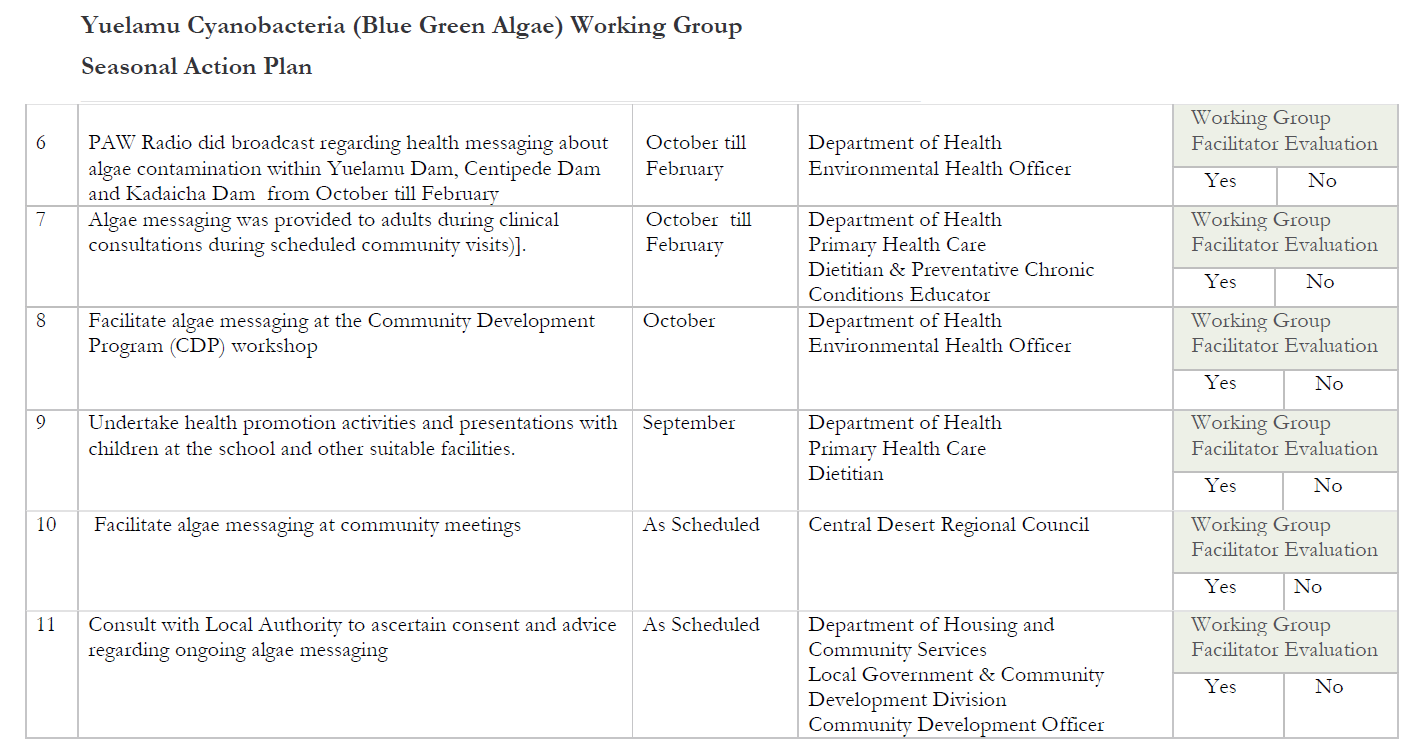 Yuelamu Cyanobacteria (Blue Green Algae) Working Group
Seasonal Action Plan
6
PAW Radio did broadcast regarding health messaging about
algae contamination within Yuelamu Dam, Centipede Dam
and Kadaicha Dam from October till February
October till
February
Department of Health
Environmental Health Officer
Working Group
Facilitator Evaluation
Yes
No
7
Algae messaging was provided to adults during clinical
consultations during scheduled community visits)].
October till
February
Department of Health
Primary Health Care
Dietitian & Preventative Chronic
Conditions Educator
Working Group
Facilitator Evaluation
Yes
No
8
Facilitate algae messaging at the Community Development
Program (CDP) workshop
October
Department of Health
Environmental Health Officer
Working Group
Facilitator Evaluation
Yes
No
9
Undertake health promotion activities and presentations with
children at the school and other suitable facilities.
September
Department of Health
Primary Health Care
Dietitian
Working Group
Facilitator Evaluation
Yes
No
10
Facilitate algae messaging at community meetings
As Scheduled
Central Desert Regional Council
Working Group
Facilitator Evaluation
Yes
No
11
Consult with Local Authority to ascertain consent and advice
regarding ongoing algae messaging
As Scheduled
Department of Housing and
Community Services
Local Government & Community
Development Division
Community Development Officer
Working Group
Facilitator Evaluation
Yes
No